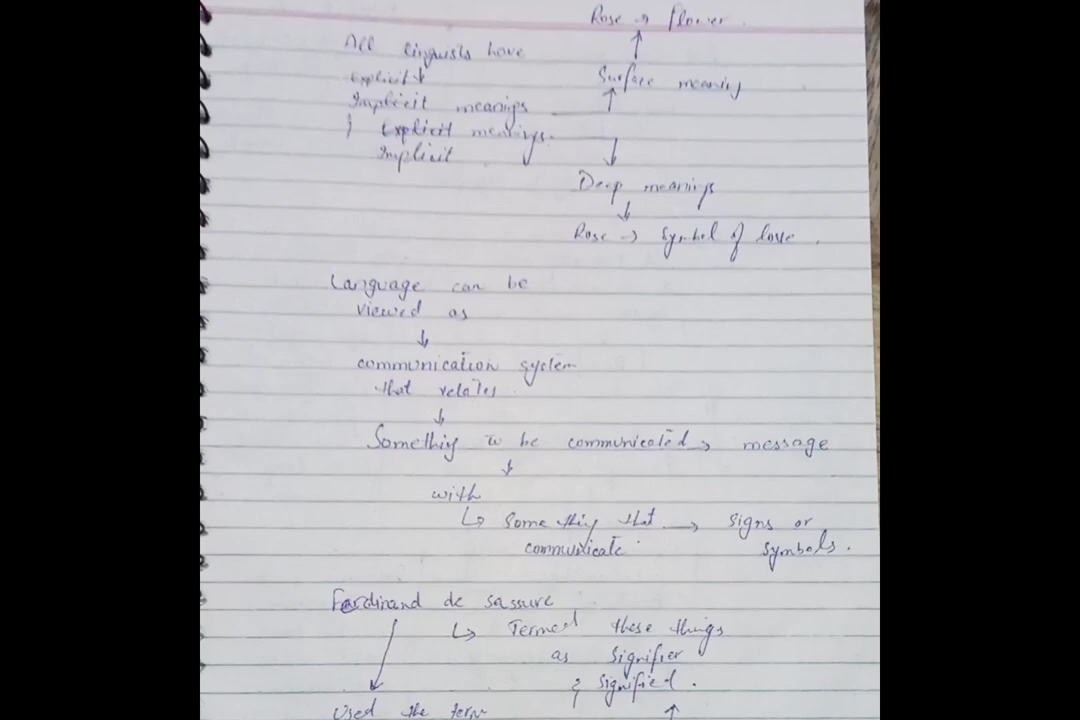 Rose → flower.
All linguists have
explicit ↓
Surface meaning
Implicit meanings
& Explicit meanings.
Implicit
Deep meanings
Rose → Symbol of love.
Language can be
viewed as
communication system
that relates
Something to be communicated → message
with
↳ something that → signs or
communicate symbols.
Ferdinand de Sassure
↳ Termed these things
as signifier
& signified.
Used the term